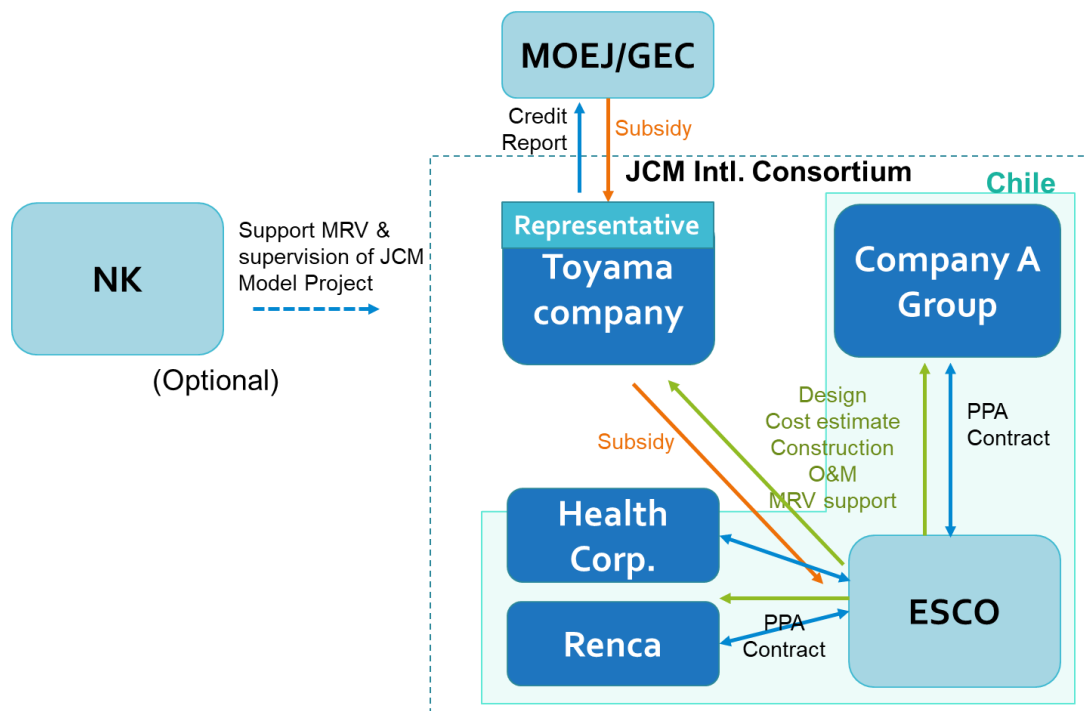 MOEJ/GEC
Credit
Report
Subsidy
JCM Intl. Consortium
Chile
NK
(Optional)
Support MRV &
supervision of JCM
Model Project
Representative
Toyama
company
Company A
Group
Subsidy
Design
Cost estimate
Construction
O&M
MRV support
PPA
Contract
Health
Corp.
Renca
PPA
Contract
ESCO